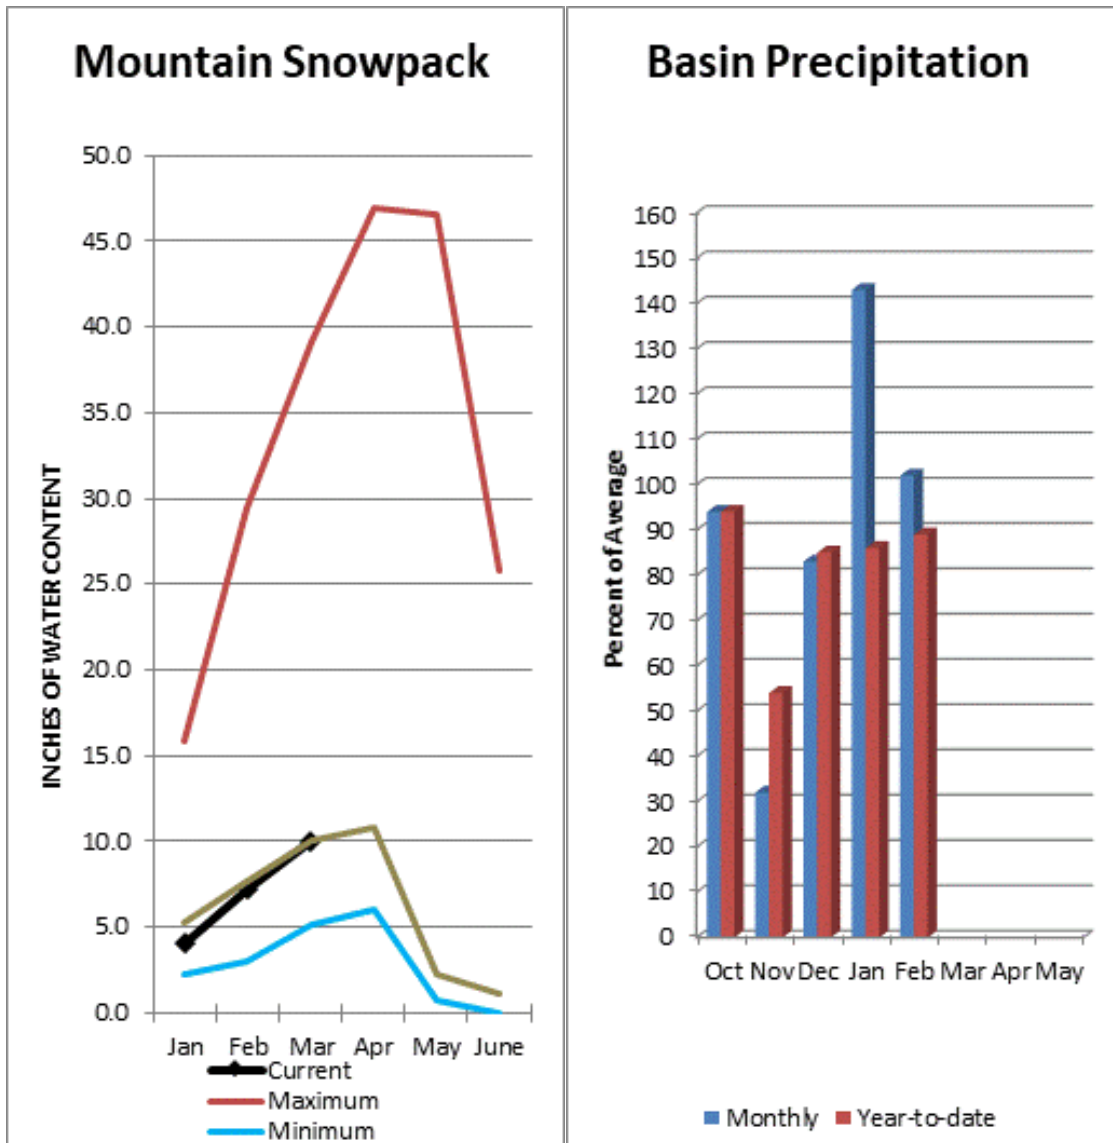 Mountain Snowpack
INCHES OF WATER CONTENT
50.0
45.0
40.0
35.0
30.0
25.0
20.0
15.0
10.0
5.0
0.0
Jan Feb Mar Apr May June
Current
Maximum
Minimum
Basin Precipitation
Percent of Average
160
150
140
130
120
110
100
90
80
70
60
50
40
30
20
10
0
Oct Nov Dec Jan Feb Mar Apr May
Monthly Year-to-date